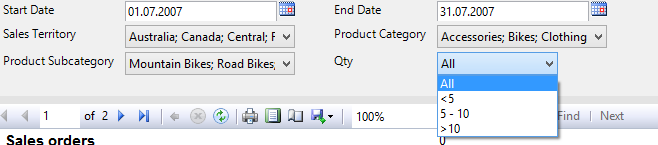 Start Date 01.07.2007 End Date 31.07.2007
Sales Territory Australia; Canada; Central; F Product Category Accessories; Bikes; Clothing
Product Subcategory Mountain Bikes; Road Bikes; Qty All
All
<5
5 - 10
>10
1 of 2 100% Find | Next
Sales orders 0